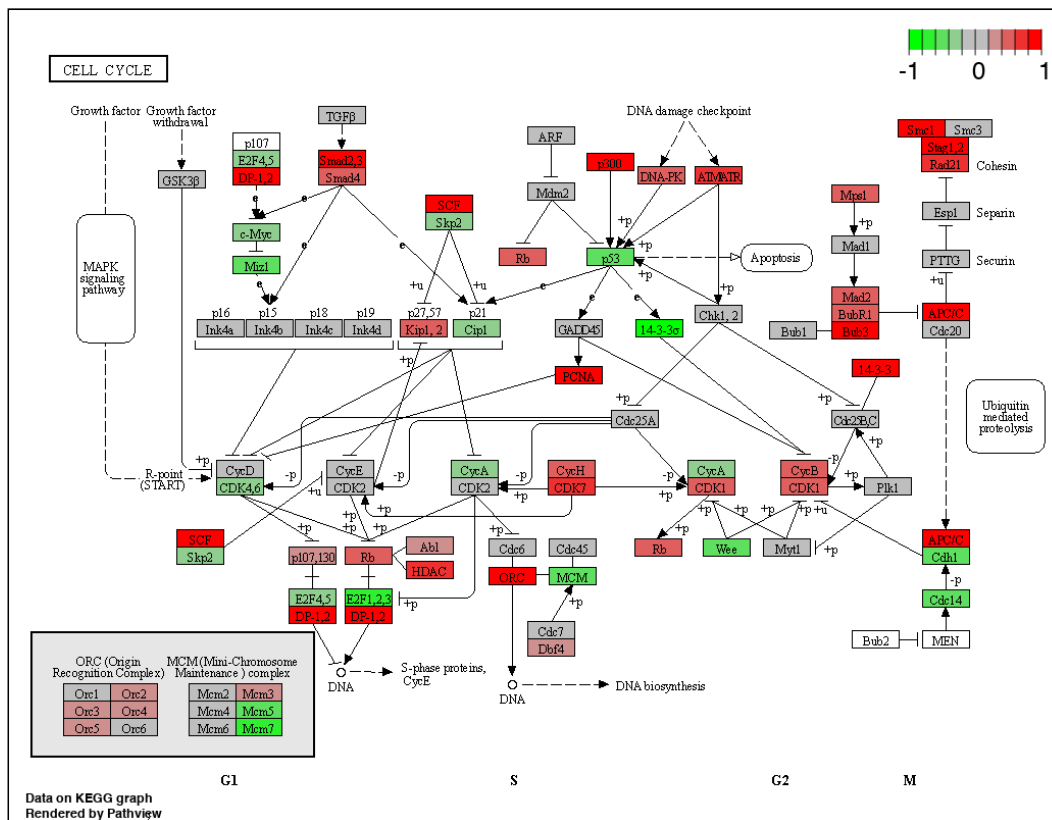 -1 0 1
CELL CYCLE
Growth factor
Growth factor
withdrawal
TGFβ
DNA damage checkpoint
ARF
Smc1
Smc3
Stag1,2
Rad21
Cohesin
p107
E2F4,5
DP-1,2
Smad2,3
Smad4
p300
DNA-PK
ATMATR
GSK3β
Mdm2
Mps1
Esp1
Separin
SCF
Skp2
e
e
e
+p
+p
c-Myc
Rb
p53
+p
Mad1
PTTG
Securin
MAPK
signaling
pathway
Miz1
e
e
Apoptosis
+p
+p
+u
+u
+u
e
e
e
Mad2
BubR1
Bub3
Bub1
APC/C
Cdc20
p16
Ink4a
p15
Ink4b
p18
Ink4c
p19
Ink4d
p27,57
Kip1, 2
p21
Cip1
GADD45
14-3-3σ
Chk1, 2
+p
PCNA
14-3-3
+p
+p
Cdc25A
Cdc25B,C
Ubiquitin
mediated
proteolysis
R-point
(START)
+p
CycD
CDK4,6
-p
CycE
CDK2
-p
CycA
CDK2
-p
+p
CycH
CDK7
-p
+p
CycA
CDK1
CycB
CDK1
-p
+p
+p
Plk1
+u
+p
+p
+p
+p
+p
+p
+p
+p
+u
SCF
Skp2
p107,130
Rb
Abl
HDAC
Cdc6
Cdc45
ORC
MCM
Rb
Wee
Myt1
+p
APC/C
Cdh1
-p
E2F4,5
DP-1,2
E2F1,2,3
DP-1,2
+p
+p
Cdc7
Dbf4
Cdc14
Bub2
MEN
DNA
S-phase proteins,
CycE
DNA
DNA biosynthesis
ORC (Origin
Recognition Complex)
MCM (Mini-Chromosome
Maintenance ) complex
Orc1
Orc2
Mcm2
Mcm3
Orc3
Orc4
Mcm4
Mcm5
Orc5
Orc6
Mcm6
Mcm7
G1
S
G2
M
Data on KEGG graph
Rendered by Pathview